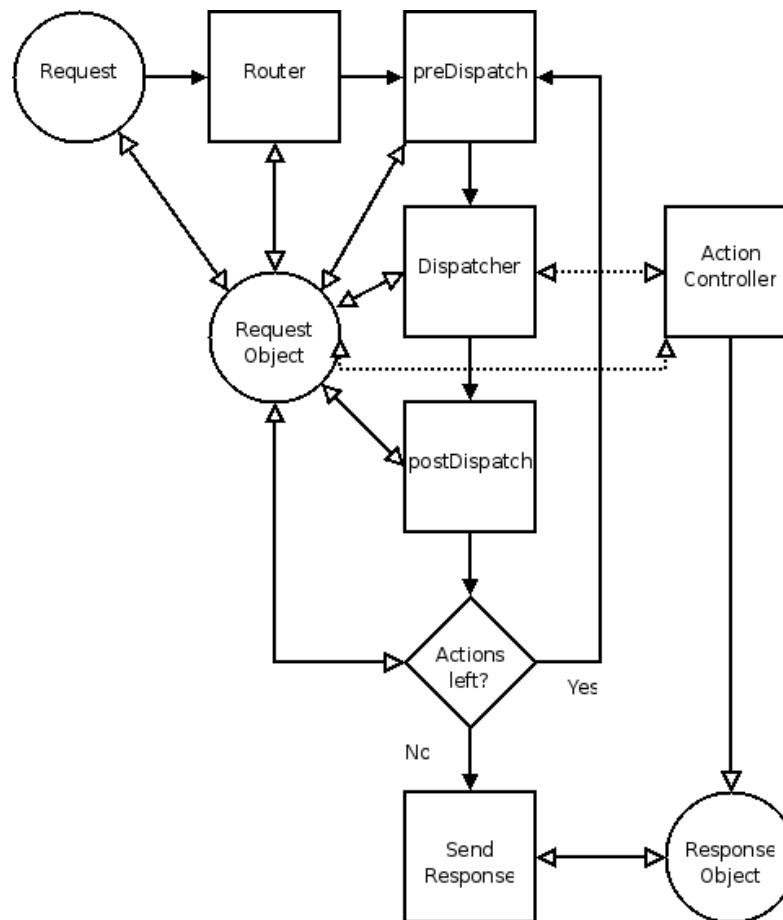 Request
Router
preDispatch
Dispatcher
Action
Controller
Request
Object
postDispatch
Actions
left?
Yes
No
Send
Response
Response
Object